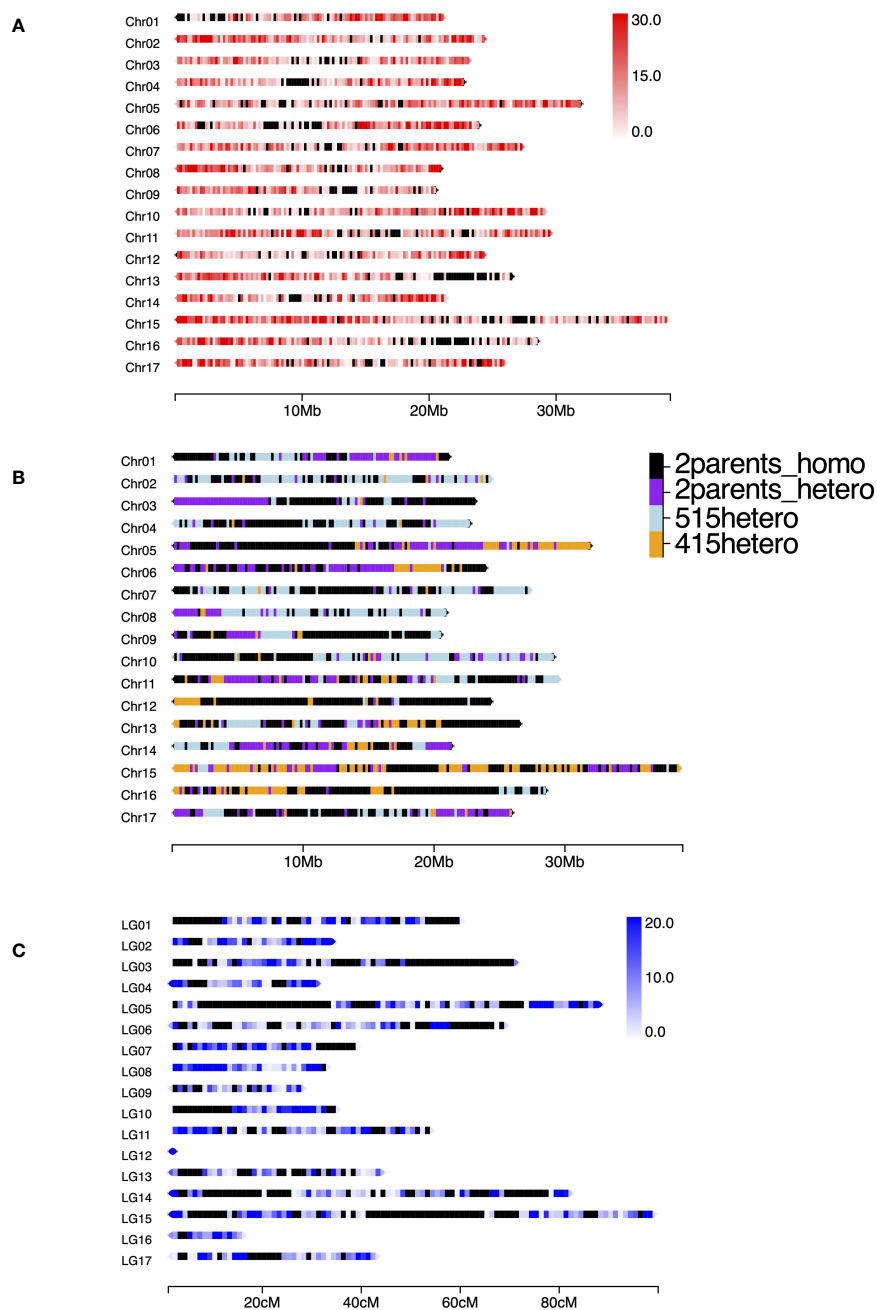 A
Chr01
Chr02
Chr03
Chr04
Chr05
Chr06
Chr07
Chr08
Chr09
Chr10
Chr11
Chr12
Chr13
Chr14
Chr15
Chr16
Chr17
30.0
15.0
0.0
10Mb 20Mb 30Mb
B
Chr01
Chr02
Chr03
Chr04
Chr05
Chr06
Chr07
Chr08
Chr09
Chr10
Chr11
Chr12
Chr13
Chr14
Chr15
Chr16
Chr17
2parents_homo
2parents_hetero
515hetero
415hetero
10Mb 20Mb 30Mb
C
LG01
LG02
LG03
LG04
LG05
LG06
LG07
LG08
LG09
LG10
LG11
LG12
LG13
LG14
LG15
LG16
LG17
20.0
10.0
0.0
20cM 40cM 60cM 80cM